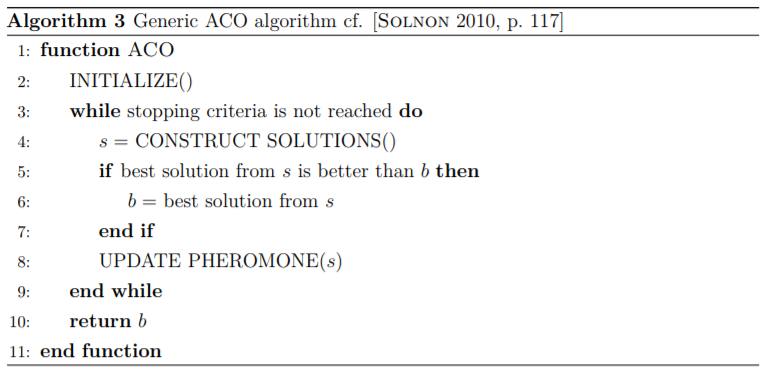 Algorithm 3 Generic ACO algorithm cf. [SOLNON 2010, p. 117]
1: function ACO
2: INITIALIZE()
3: while stopping criteria is not reached do
4: s = CONSTRUCT SOLUTIONS()
5: if best solution from s is better than b then
6: b = best solution from s
7: end if
8: UPDATE PHEROMONE(s)
9: end while
10: return b
11: end function